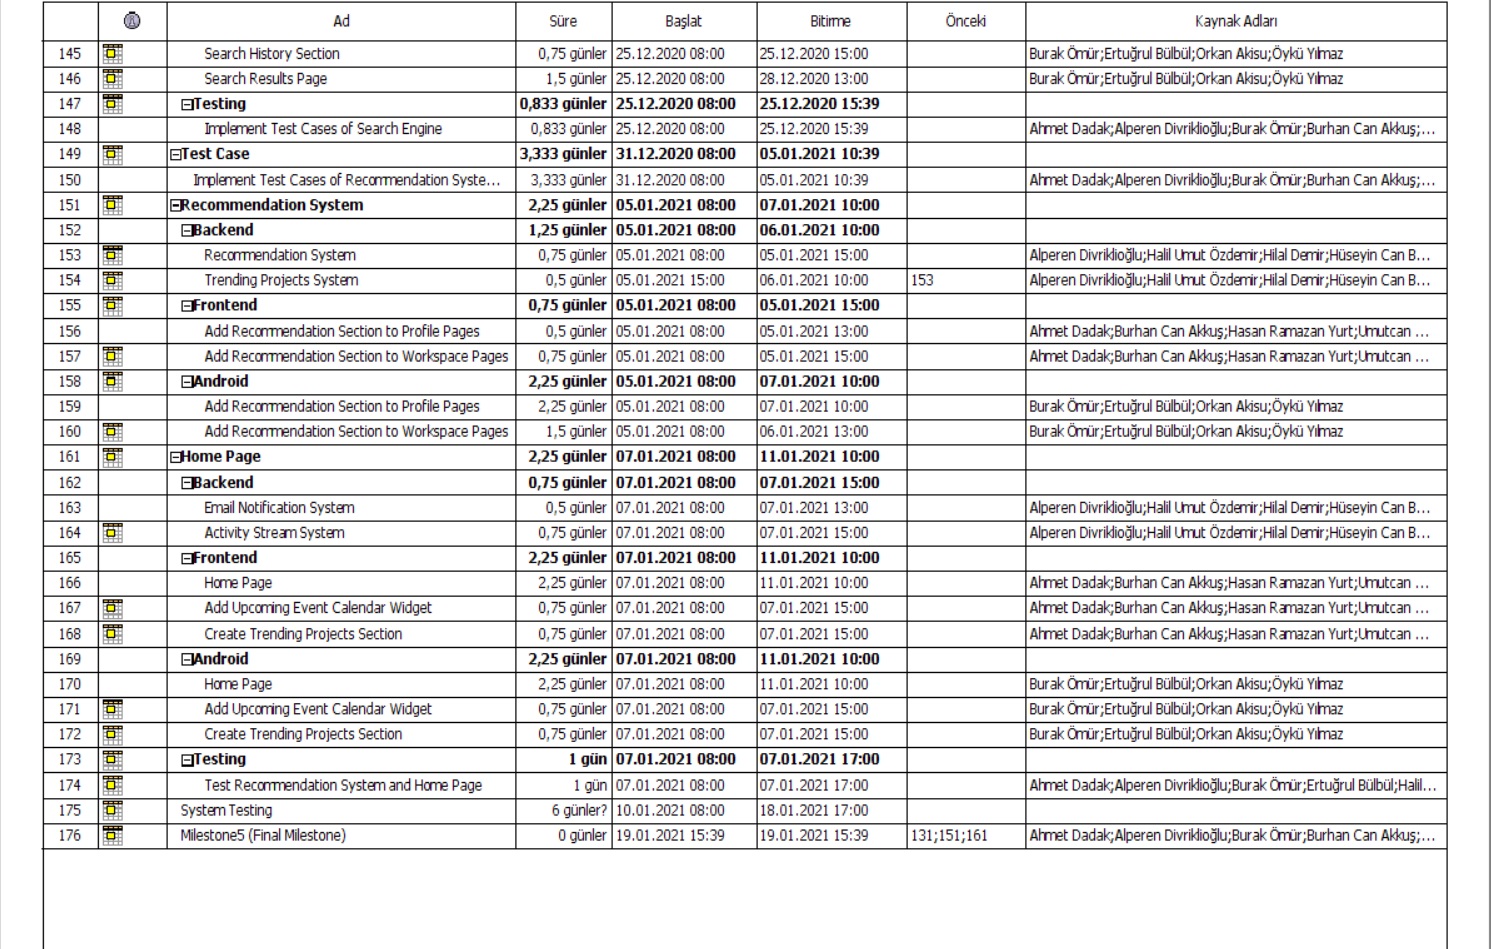 Ad Süre Başlat Bitirme Önceki Kaynak Adları
145 Search History Section 0,75 günler 25.12.2020 08:00 25.12.2020 15:00 Burak Ömür;Ertuğrul Bülbül;Orkan Akisu;Öykü Yılmaz
146 Search Results Page 1,5 günler 25.12.2020 08:00 28.12.2020 13:00 Burak Ömür;Ertuğrul Bülbül;Orkan Akisu;Öykü Yılmaz
147 Testing 0,833 günler 25.12.2020 08:00 25.12.2020 15:39
148 Implement Test Cases of Search Engine 0,833 günler 25.12.2020 08:00 25.12.2020 15:39 Ahmet Dadak;Alperen Divriklioğlu;Burak Ömür;Burhan Can Akkuş;...
149 Test Case 3,333 günler 31.12.2020 08:00 05.01.2021 10:39
150 Implement Test Cases of Recommendation Syste... 3,333 günler 31.12.2020 08:00 05.01.2021 10:39 Ahmet Dadak;Alperen Divriklioğlu;Burak Ömür;Burhan Can Akkuş;...
151 Recommendation System 2,25 günler 05.01.2021 08:00 07.01.2021 10:00
152 Backend 1,25 günler 05.01.2021 08:00 06.01.2021 10:00
153 Recommendation System 0,75 günler 05.01.2021 08:00 05.01.2021 15:00 Alperen Divriklioğlu;Halil Umut Özdemir;Hilal Demir;Hüseyin Can B...
154 Trending Projects System 0,5 günler 05.01.2021 15:00 06.01.2021 10:00 153 Alperen Divriklioğlu;Halil Umut Özdemir;Hilal Demir;Hüseyin Can B...
155 Frontend 0,75 günler 05.01.2021 08:00 05.01.2021 15:00
156 Add Recommendation Section to Profile Pages 0,5 günler 05.01.2021 08:00 05.01.2021 13:00 Ahmet Dadak;Burhan Can Akkuş;Hasan Ramazan Yurt;Umutcan ...
157 Add Recommendation Section to Workspace Pages 0,75 günler 05.01.2021 08:00 05.01.2021 15:00 Ahmet Dadak;Burhan Can Akkuş;Hasan Ramazan Yurt;Umutcan ...
158 Android 2,25 günler 05.01.2021 08:00 07.01.2021 10:00
159 Add Recommendation Section to Profile Pages 2,25 günler 05.01.2021 08:00 07.01.2021 10:00 Burak Ömür;Ertuğrul Bülbül;Orkan Akisu;Öykü Yılmaz
160 Add Recommendation Section to Workspace Pages 1,5 günler 05.01.2021 08:00 06.01.2021 13:00 Burak Ömür;Ertuğrul Bülbül;Orkan Akisu;Öykü Yılmaz
161 Home Page 2,25 günler 07.01.2021 08:00 11.01.2021 10:00
162 Backend 0,75 günler 07.01.2021 08:00 07.01.2021 15:00
163 Email Notification System 0,5 günler 07.01.2021 08:00 07.01.2021 13:00 Alperen Divriklioğlu;Halil Umut Özdemir;Hilal Demir;Hüseyin Can B...
164 Activity Stream System 0,75 günler 07.01.2021 08:00 07.01.2021 15:00 Alperen Divriklioğlu;Halil Umut Özdemir;Hilal Demir;Hüseyin Can B...
165 Frontend 2,25 günler 07.01.2021 08:00 11.01.2021 10:00
166 Home Page 2,25 günler 07.01.2021 08:00 11.01.2021 10:00 Ahmet Dadak;Burhan Can Akkuş;Hasan Ramazan Yurt;Umutcan ...
167 Add Upcoming Event Calendar Widget 0,75 günler 07.01.2021 08:00 07.01.2021 15:00 Ahmet Dadak;Burhan Can Akkuş;Hasan Ramazan Yurt;Umutcan ...
168 Create Trending Projects Section 0,75 günler 07.01.2021 08:00 07.01.2021 15:00 Ahmet Dadak;Burhan Can Akkuş;Hasan Ramazan Yurt;Umutcan ...
169 Android 2,25 günler 07.01.2021 08:00 11.01.2021 10:00
170 Home Page 2,25 günler 07.01.2021 08:00 11.01.2021 10:00 Burak Ömür;Ertuğrul Bülbül;Orkan Akisu;Öykü Yılmaz
171 Add Upcoming Event Calendar Widget 0,75 günler 07.01.2021 08:00 07.01.2021 15:00 Burak Ömür;Ertuğrul Bülbül;Orkan Akisu;Öykü Yılmaz
172 Create Trending Projects Section 0,75 günler 07.01.2021 08:00 07.01.2021 15:00 Burak Ömür;Ertuğrul Bülbül;Orkan Akisu;Öykü Yılmaz
173 Testing 1 gün 07.01.2021 08:00 07.01.2021 17:00
174 Test Recommendation System and Home Page 1 gün 07.01.2021 08:00 07.01.2021 17:00 Ahmet Dadak;Alperen Divriklioğlu;Burak Ömür;Ertuğrul Bülbül;Halil...
175 System Testing 6 günler? 10.01.2021 08:00 18.01.2021 17:00
176 Milestone5 (Final Milestone) 0 günler 19.01.2021 15:39 19.01.2021 15:39 131;151;161 Ahmet Dadak;Alperen Divriklioğlu;Burak Ömür;Burhan Can Akkuş;...